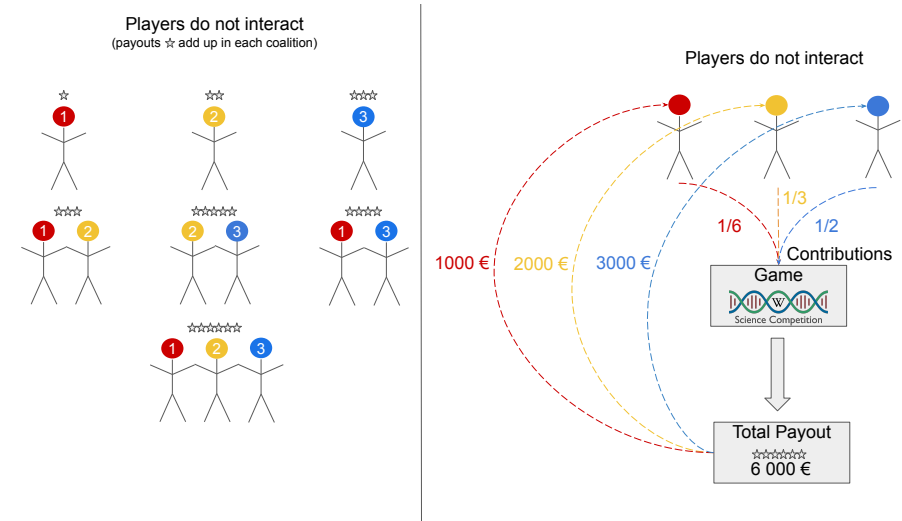 Players do not interact
(payouts ☆ add up in each coalition)
1
2
3
1
2
2
3
1
3
1
2
3
Players do not interact
1/3
1/6
1/2
Contributions
1000 €
2000 €
3000 €
Game
W
Science Competition
Total Payout
6 000 €